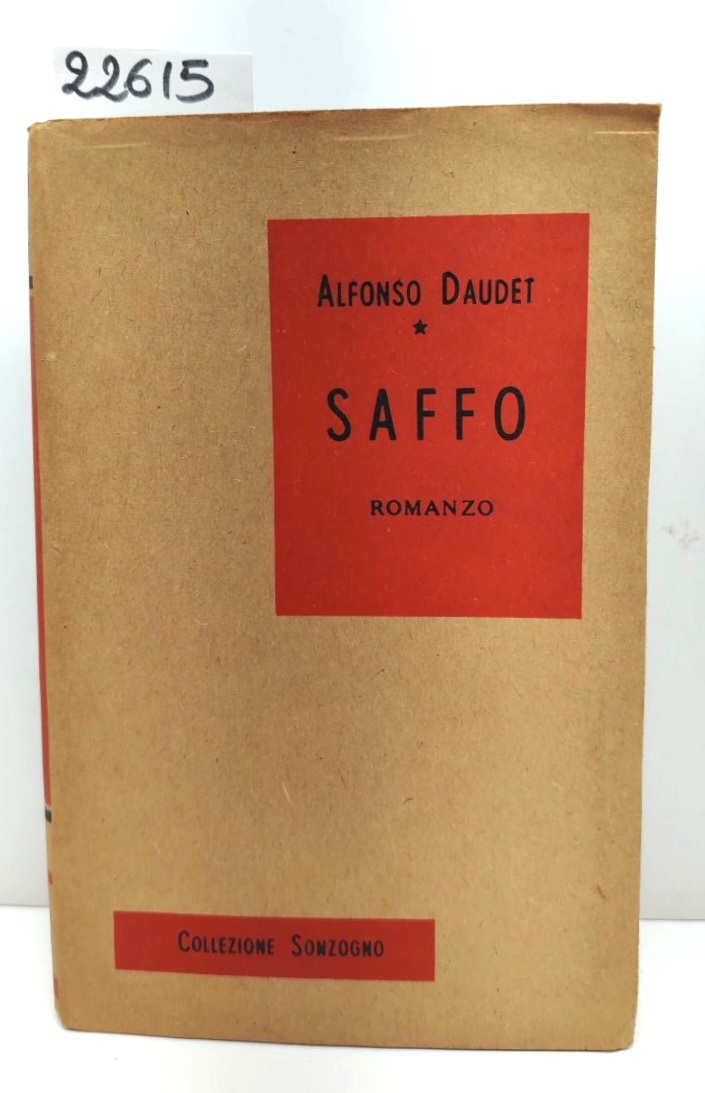 22615
ALFONSO DAUDET
SAFFO
ROMANZO
COLLEZIONE SONZOGNO